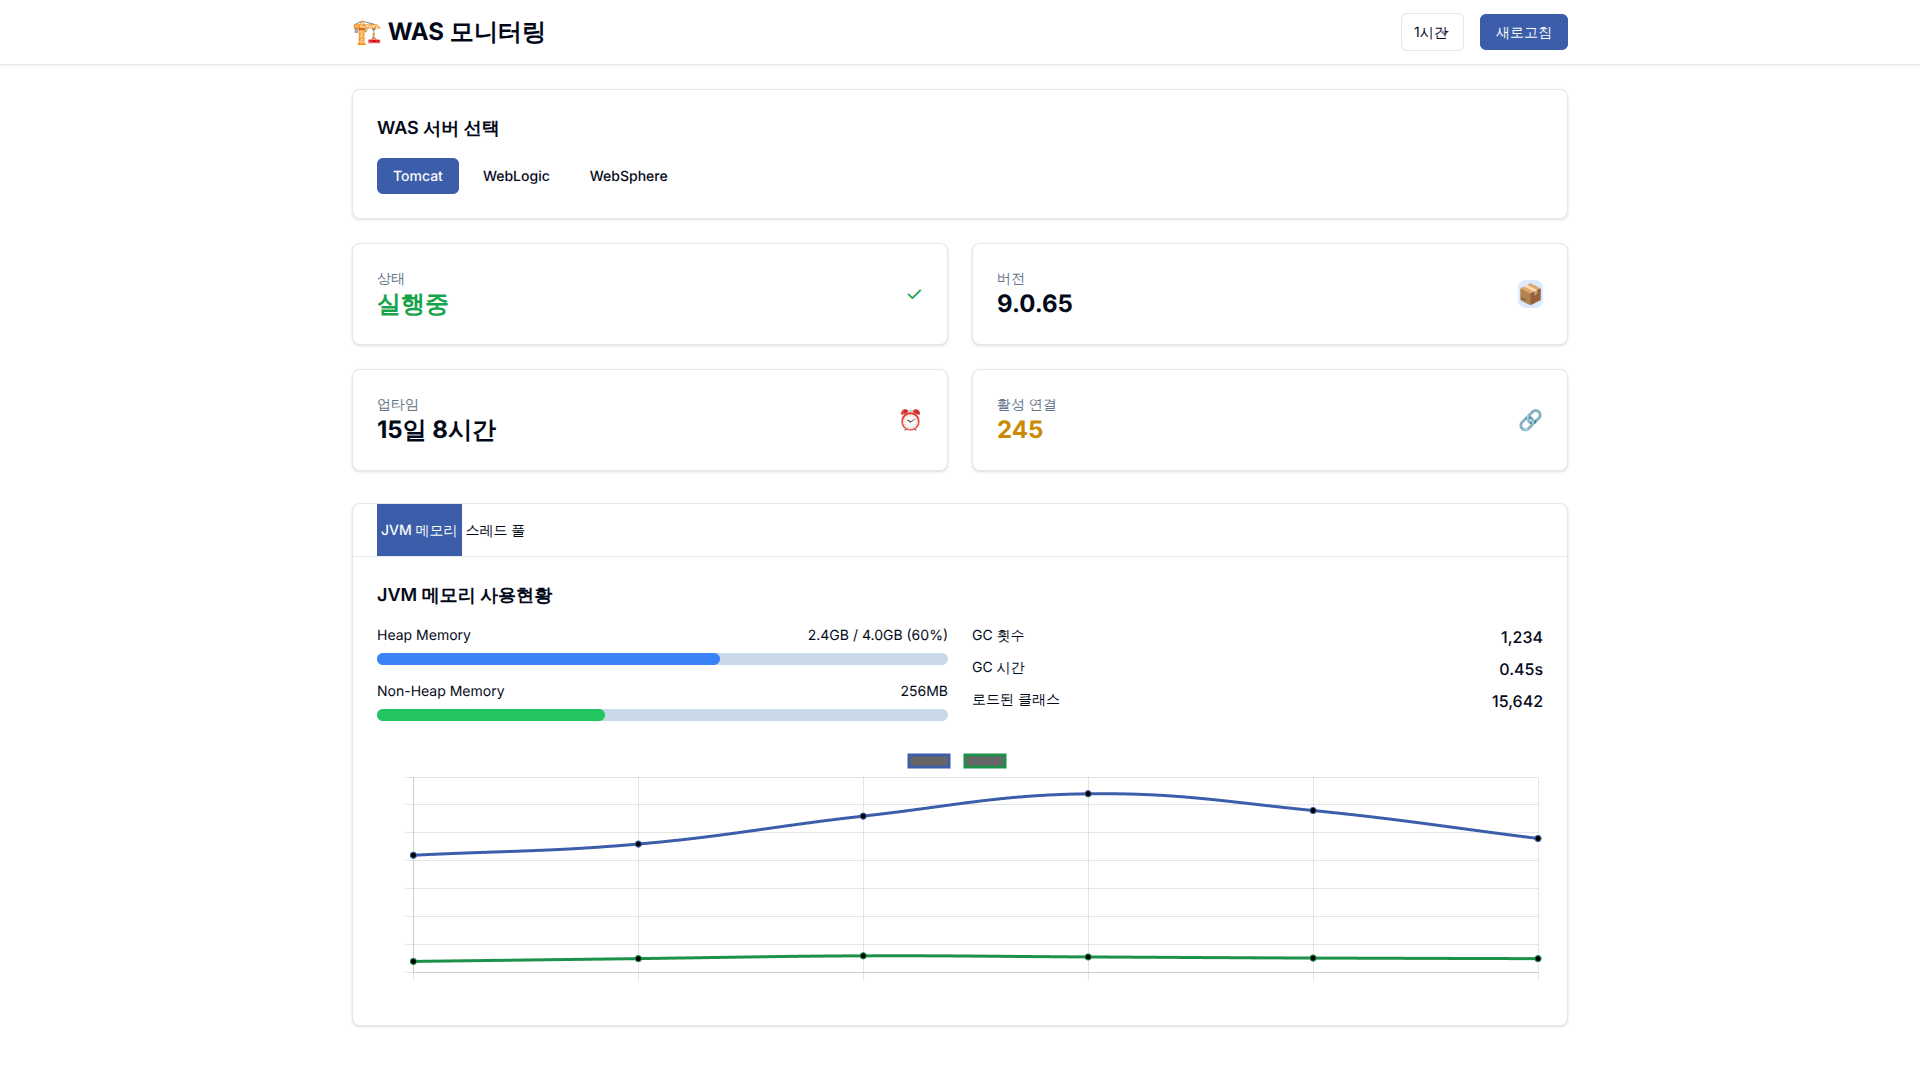 WAS 모니터링
1시간
새로고침
WAS 서버 선택
Tomcat
WebLogic
WebSphere
상태
실행중
버전
9.0.65
업타임
15일 8시간
활성 연결
245
JVM 메모리
스레드 풀
JVM 메모리 사용현황
Heap Memory
2.4GB / 4.0GB (60%)
Non-Heap Memory
256MB
GC 횟수
1,234
GC 시간
0.45s
로드된 클래스
15,642